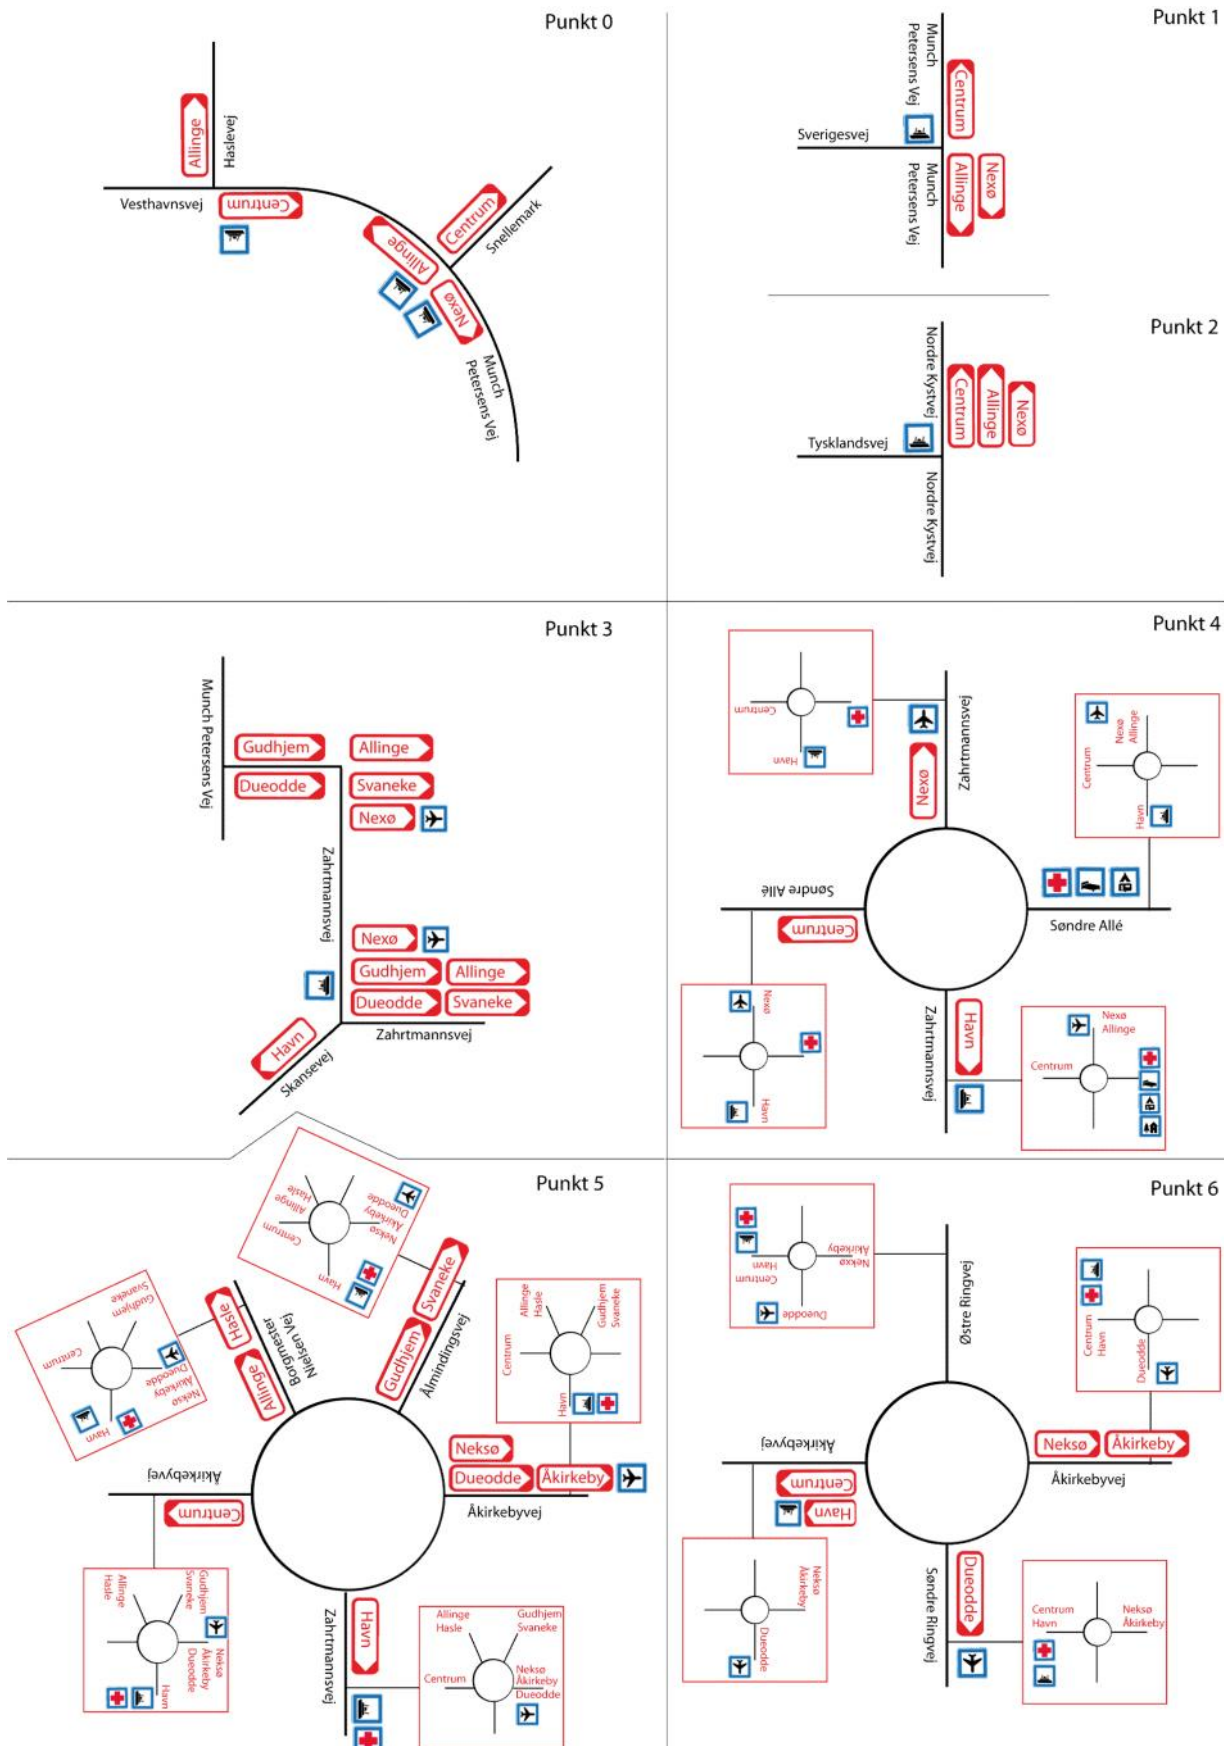 Punkt 0
Allinge
Haslevej
Vesthavnsvej
Centrum
Centrum
Snellemark
Allinge
Nexø
Munch
Petersens Vej
Punkt 1
Munch
Petersens Vej
Centrum
Sverigesvej
Munch
Petersens Vej
Allinge
Nexø
Punkt 2
Nordre Kystvej
Centrum
Allinge
Nexø
Tysklandsvej
Nordre Kystvej
Punkt 3
Munch Petersens Vej
Gudhjem
Allinge
Dueodde
Svaneke
Nexø
Zahrtmannsvej
Nexø
Gudhjem
Allinge
Dueodde
Svaneke
Havn
Zahrtmannsvej
Skansevej
Punkt 4
Centrum
Havn
Zahrtmannsvej
Nexø
Nexø
Allinge
Centrum
Havn
Søndre Allé
Centrum
Søndre Allé
Nexø
Havn
Zahrtmannsvej
Havn
Nexø
Allinge
Centrum
Punkt 5
Hasle
Allinge
Centrum
Havn
Dueodde
Åkirkeby
Neksø
Svaneke
Gudhjem
Almindingsvej
Svaneke
Gudhjem
Centrum
Havn
Dueodde
Åkirkeby
Neksø
Hasle
Allinge
Borgmester
Nielsen Vej
Allinge
Hasle
Gudhjem
Svaneke
Centrum
Havn
Neksø
Dueodde
Åkirkeby
Åkirkebyvej
Åkirkebyvej
Centrum
Allinge
Hasle
Gudhjem
Svaneke
Neksø
Åkirkeby
Dueodde
Havn
Zahrtmannsvej
Havn
Allinge
Hasle
Gudhjem
Svaneke
Centrum
Neksø
Åkirkeby
Dueodde
Punkt 6
Neksø
Åkirkeby
Havn
Centrum
Dueodde
Østre Ringvej
Centrum
Havn
Dueodde
Neksø
Åkirkeby
Åkirkebyvej
Åkirkebyvej
Centrum
Havn
Neksø
Åkirkeby
Dueodde
Søndre Ringvej
Dueodde
Centrum
Havn
Neksø
Åkirkeby